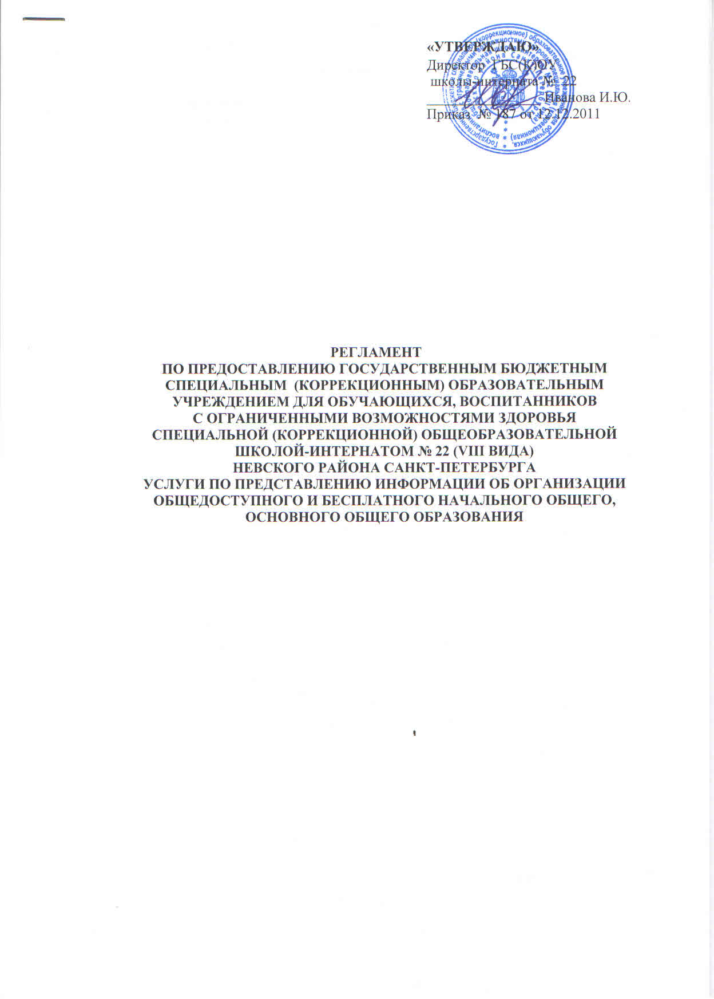 «УТВЕРЖДАЮ»
Директор ГБС(К)ОУ
школы-интерната № 22
Иванова И.Ю.
Приказ № 187 от 12.12.2011
РЕГЛАМЕНТ
ПО ПРЕДОСТАВЛЕНИЮ ГОСУДАРСТВЕННЫМ БЮДЖЕТНЫМ
СПЕЦИАЛЬНЫМ (КОРРЕКЦИОННЫМ) ОБРАЗОВАТЕЛЬНЫМ
УЧРЕЖДЕНИЕМ ДЛЯ ОБУЧАЮЩИХСЯ, ВОСПИТАННИКОВ
С ОГРАНИЧЕННЫМИ ВОЗМОЖНОСТЯМИ ЗДОРОВЬЯ
СПЕЦИАЛЬНОЙ (КОРРЕКЦИОННОЙ) ОБЩЕОБРАЗОВАТЕЛЬНОЙ
ШКОЛОЙ-ИНТЕРНАТОМ № 22 (VIII ВИДА)
НЕВСКОГО РАЙОНА САНКТ-ПЕТЕРБУРГА
УСЛУГИ ПО ПРЕДСТАВЛЕНИЮ ИНФОРМАЦИИ ОБ ОРГАНИЗАЦИИ
ОБЩЕДОСТУПНОГО И БЕСПЛАТНОГО НАЧАЛЬНОГО ОБЩЕГО,
ОСНОВНОГО ОБЩЕГО ОБРАЗОВАНИЯ